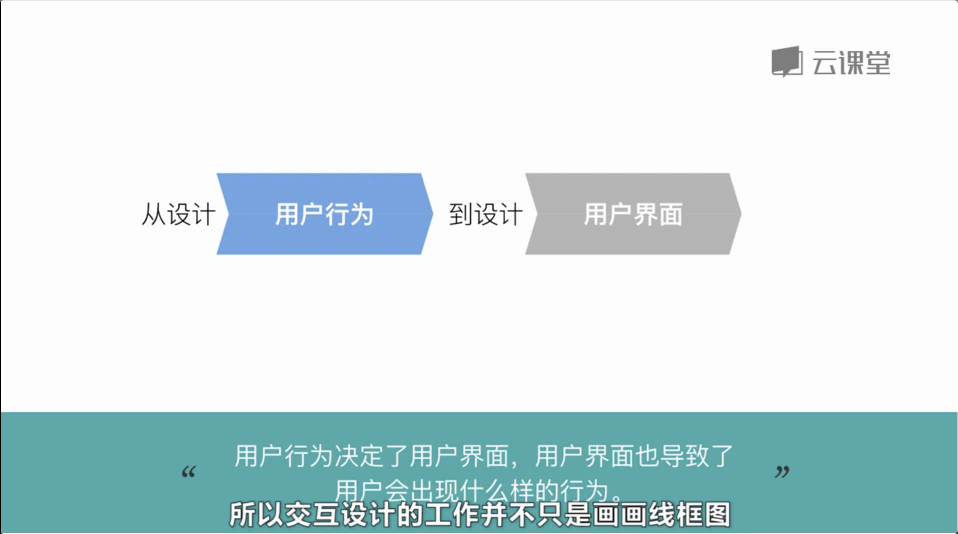 云课堂
从设计 用户行为 到设计 用户界面
“ 用户行为决定了用户界面，用户界面也导致了 ”
用户会出现什么样的行为。
所以交互设计的工作并不只是画画线框图